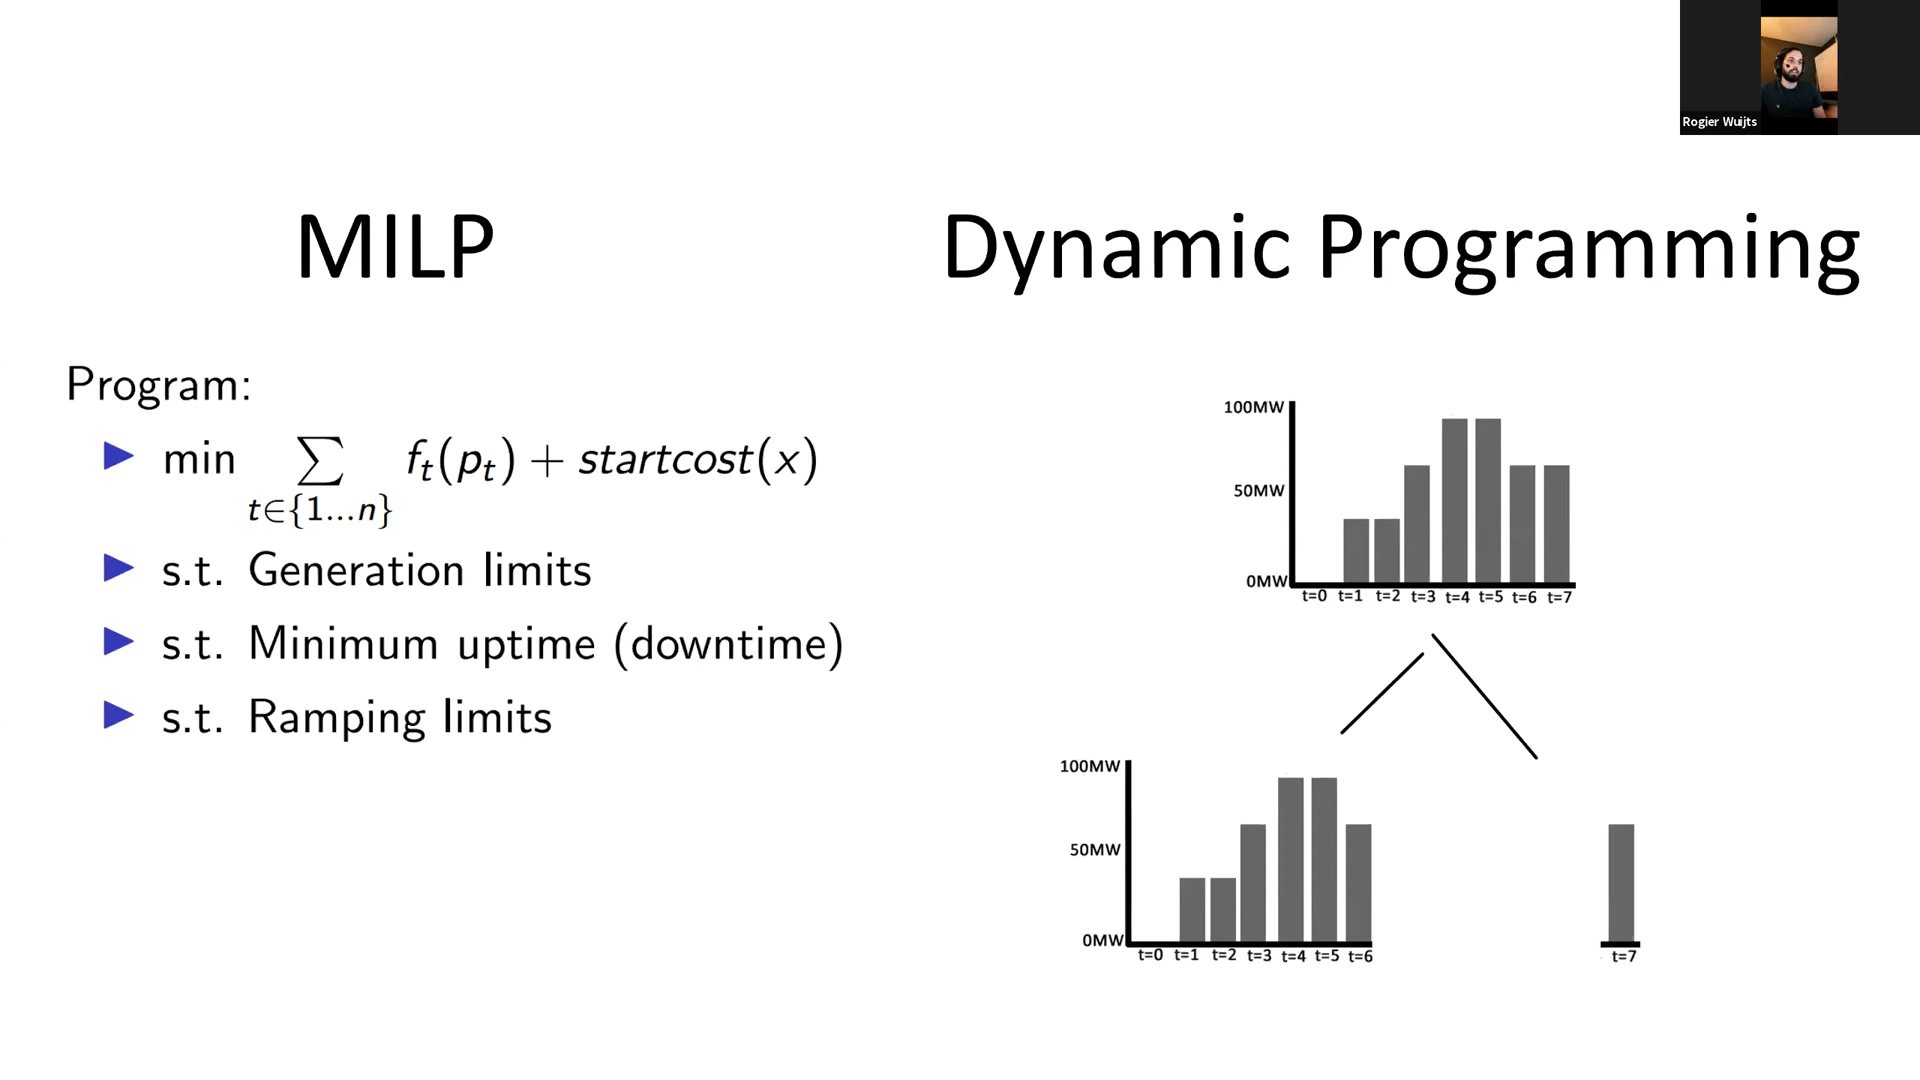 Rogier Wuijts
MILP
Dynamic Programming
Program:
min ∑ fₜ(pₜ) + startcost(x)
t∈{1...n}
s.t. Generation limits
s.t. Minimum uptime (downtime)
s.t. Ramping limits
100MW
50MW
0MW
t=0 t=1 t=2 t=3 t=4 t=5 t=6 t=7
100MW
50MW
0MW
t=0 t=1 t=2 t=3 t=4 t=5 t=6
t=7